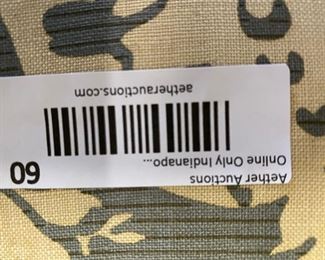 Aether Auctions
Online Only Indianapo...
60
aetherauctions.com